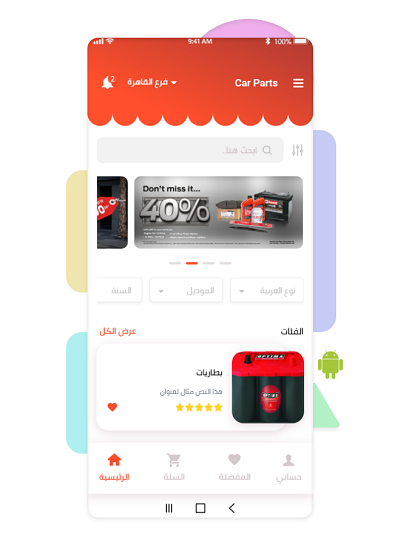 9:41 AM
100%
Car Parts
فرع القاهرة
2
ابحث هنا..
Don't miss it...
40%
نوع العربية
الموديل
السنة
الفئات
عرض الكل
OPTIMA
بطاريات
هذا النص مثال لعنوان
حسابي
المفضلة
السلة
الرئيسية